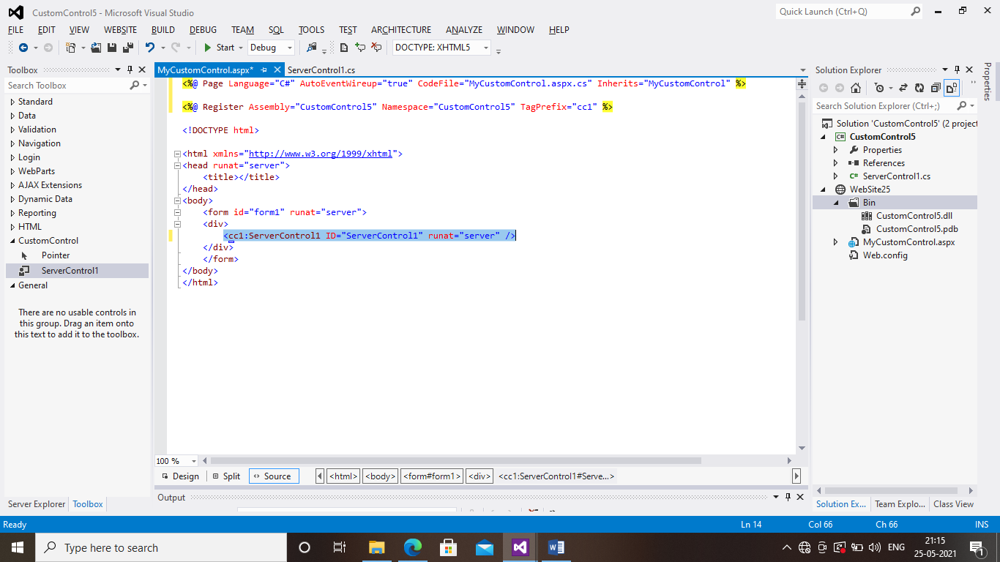 CustomControl5 - Microsoft Visual Studio
Quick Launch (Ctrl+Q)
FILE EDIT VIEW WEBSITE BUILD DEBUG TEAM SQL TOOLS TEST ARCHITECTURE ANALYZE WINDOW HELP
Start Debug DOCTYPE: XHTML5
Toolbox
Search Toolbox
Standard
Data
Validation
Navigation
Login
WebParts
AJAX Extensions
Dynamic Data
Reporting
HTML
CustomControl
Pointer
ServerControl1
General
There are no usable controls in
this group. Drag an item onto
this text to add it to the toolbox.
Server Explorer Toolbox
MyCustomControl.aspx* ServerControl1.cs
<%@ Page Language="C#" AutoEventWireup="true" CodeFile="MyCustomControl.aspx.cs" Inherits="MyCustomControl" %>
<%@ Register Assembly="CustomControl5" Namespace="CustomControl5" TagPrefix="cc1" %>
<!DOCTYPE html>
<html xmlns="http://www.w3.org/1999/xhtml">
<head runat="server">
<title></title>
</head>
<body>
<form id="form1" runat="server">
<div>
<cc1:ServerControl1 ID="ServerControl1" runat="server" />
</div>
</form>
</body>
</html>
100 %
Design Split Source <html> <body> <form#form1> <div> <cc1:ServerControl1#Serve...>
Output
Solution Explorer
Search Solution Explorer (Ctrl+;)
Solution 'CustomControl5' (2 project
CustomControl5
Properties
References
ServerControl1.cs
WebSite25
Bin
CustomControl5.dll
CustomControl5.pdb
MyCustomControl.aspx
Web.config
Solution Ex... Team Explo... Class View
Properties
Ready Ln 14 Col 66 Ch 66 INS
Type here to search
ENG
21:15
25-05-2021
1